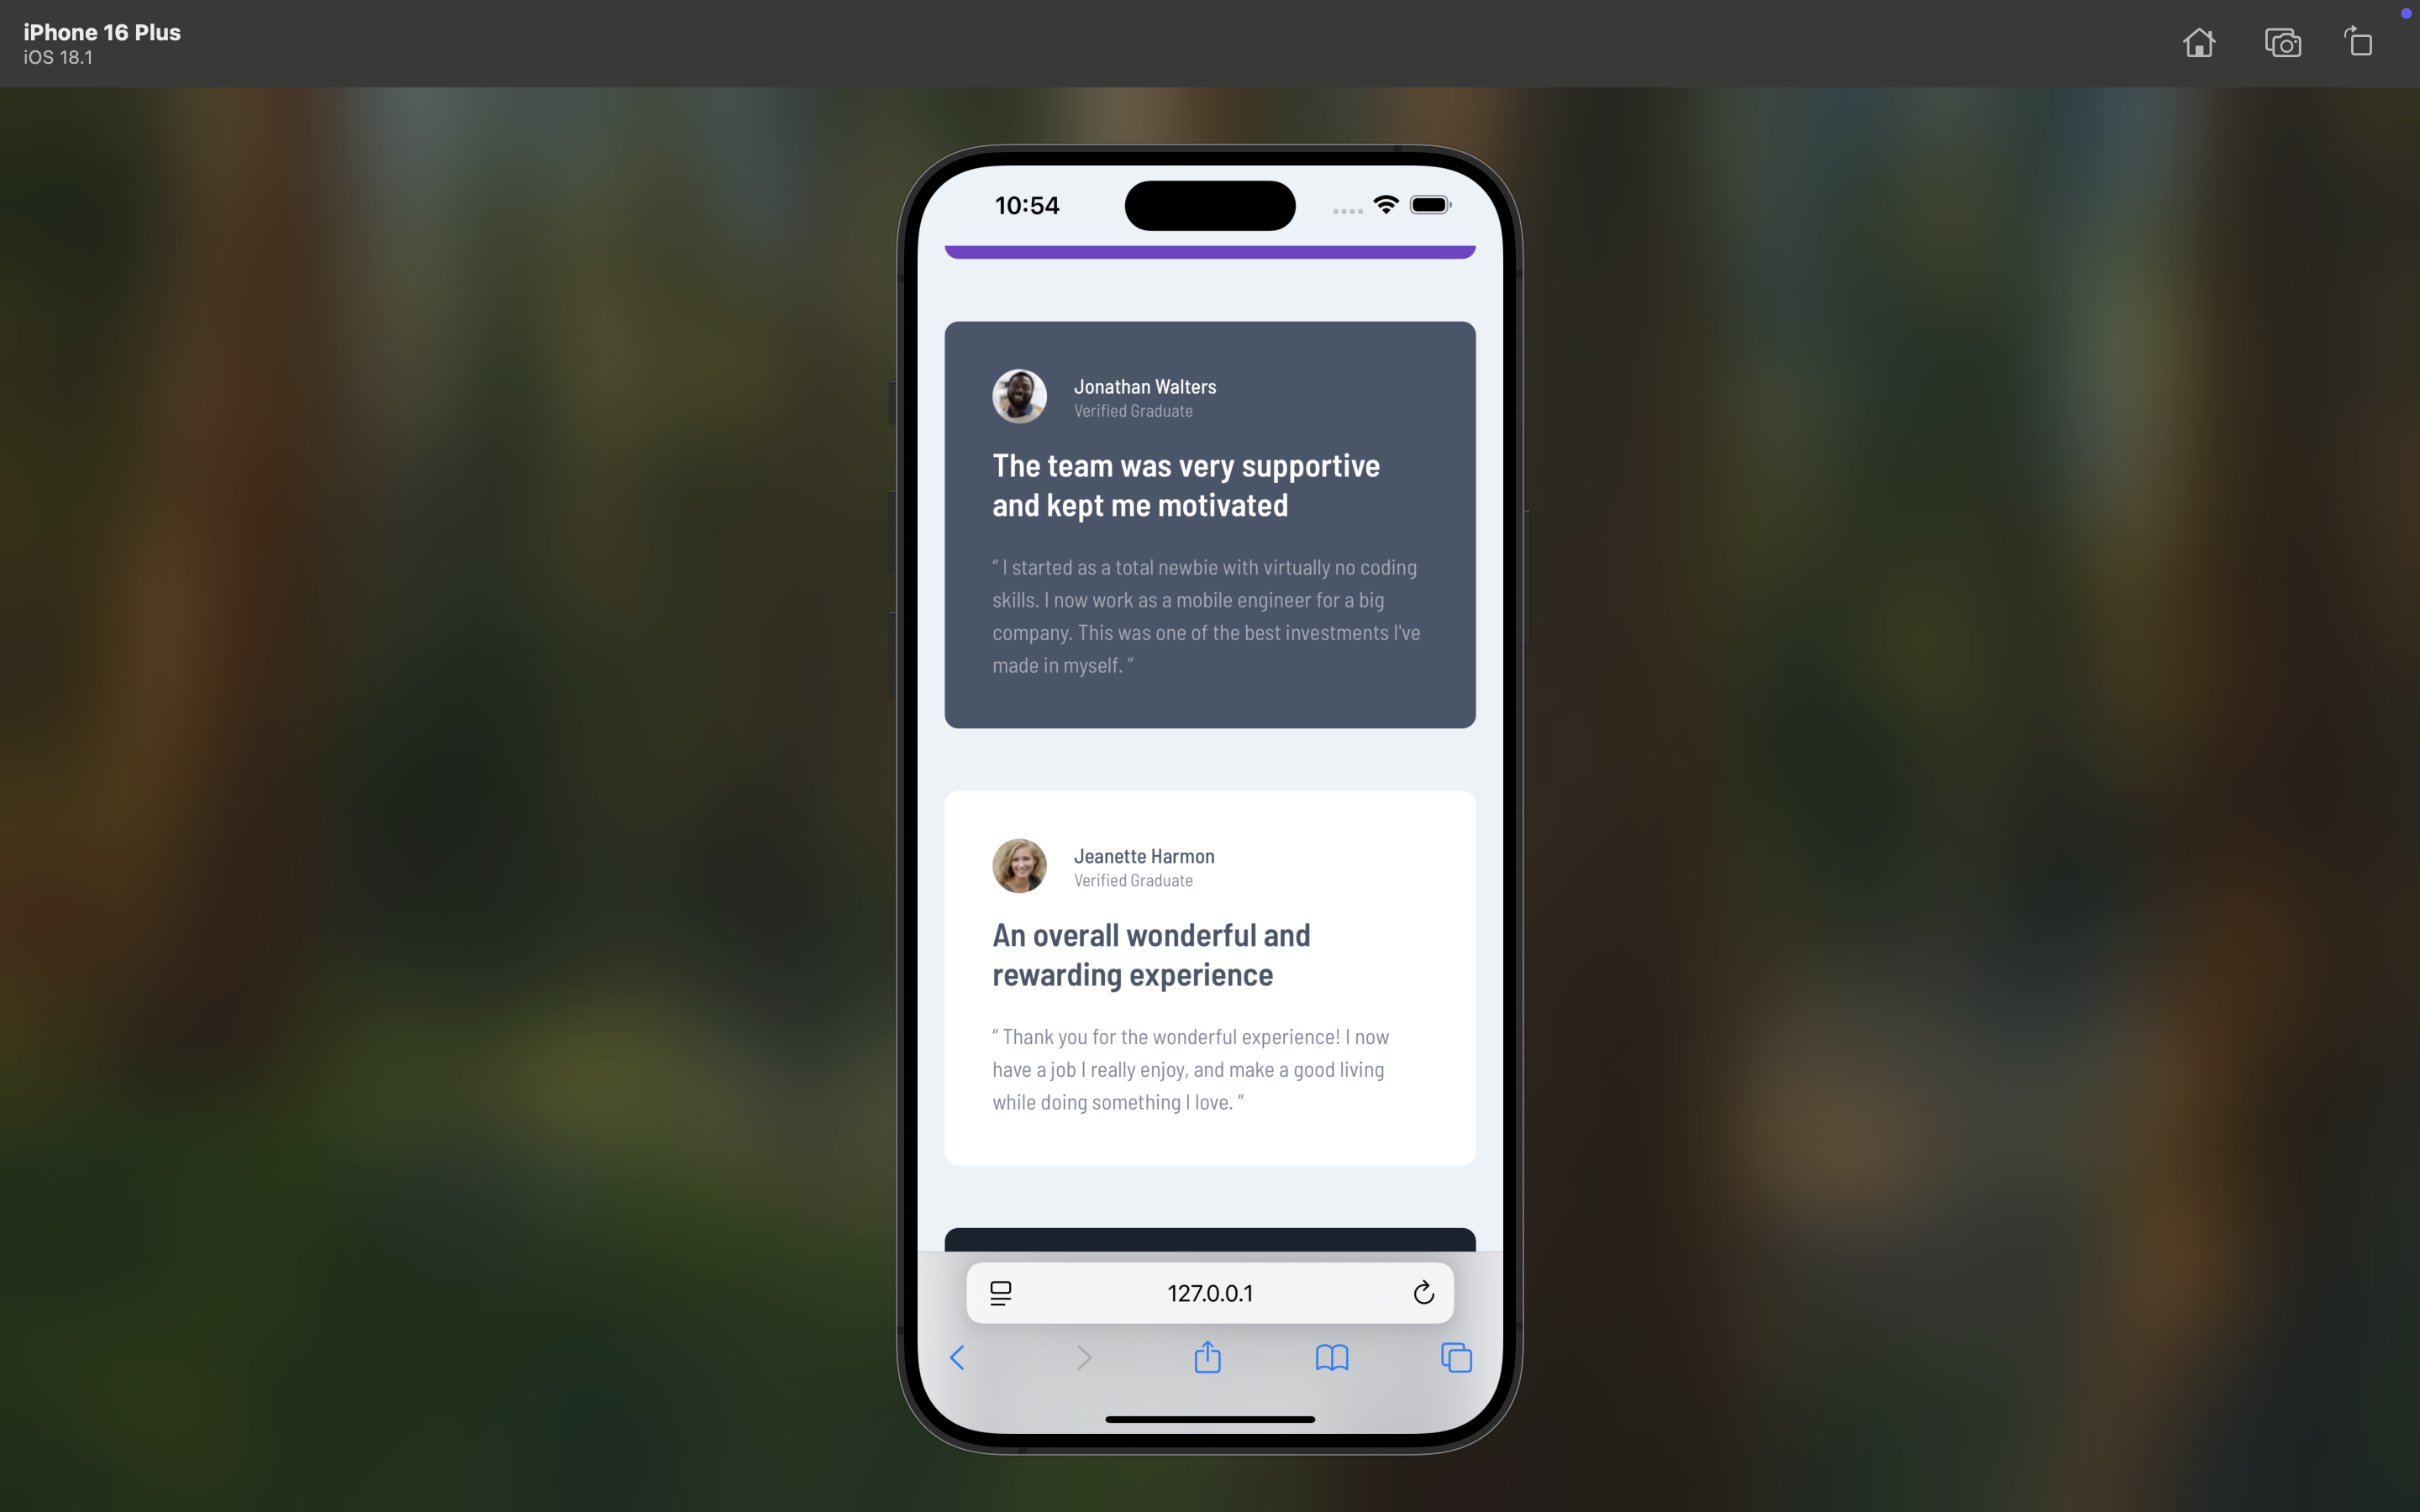 iPhone 16 Plus
iOS 18.1
10:54
Jonathan Walters
Verified Graduate
The team was very supportive
and kept me motivated
“ I started as a total newbie with virtually no coding
skills. I now work as a mobile engineer for a big
company. This was one of the best investments I've
made in myself. ”
Jeanette Harmon
Verified Graduate
An overall wonderful and
rewarding experience
“ Thank you for the wonderful experience! I now
have a job I really enjoy, and make a good living
while doing something I love. ”
127.0.0.1